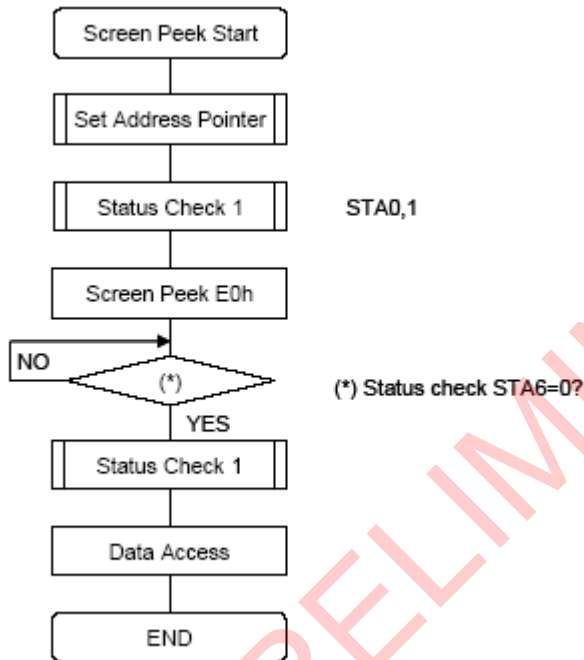 Screen Peek Start
Set Address Pointer
Status Check 1
STA0,1
Screen Peek E0h
NO
(*)
(*) Status check STA6=0?
YES
Status Check 1
Data Access
END